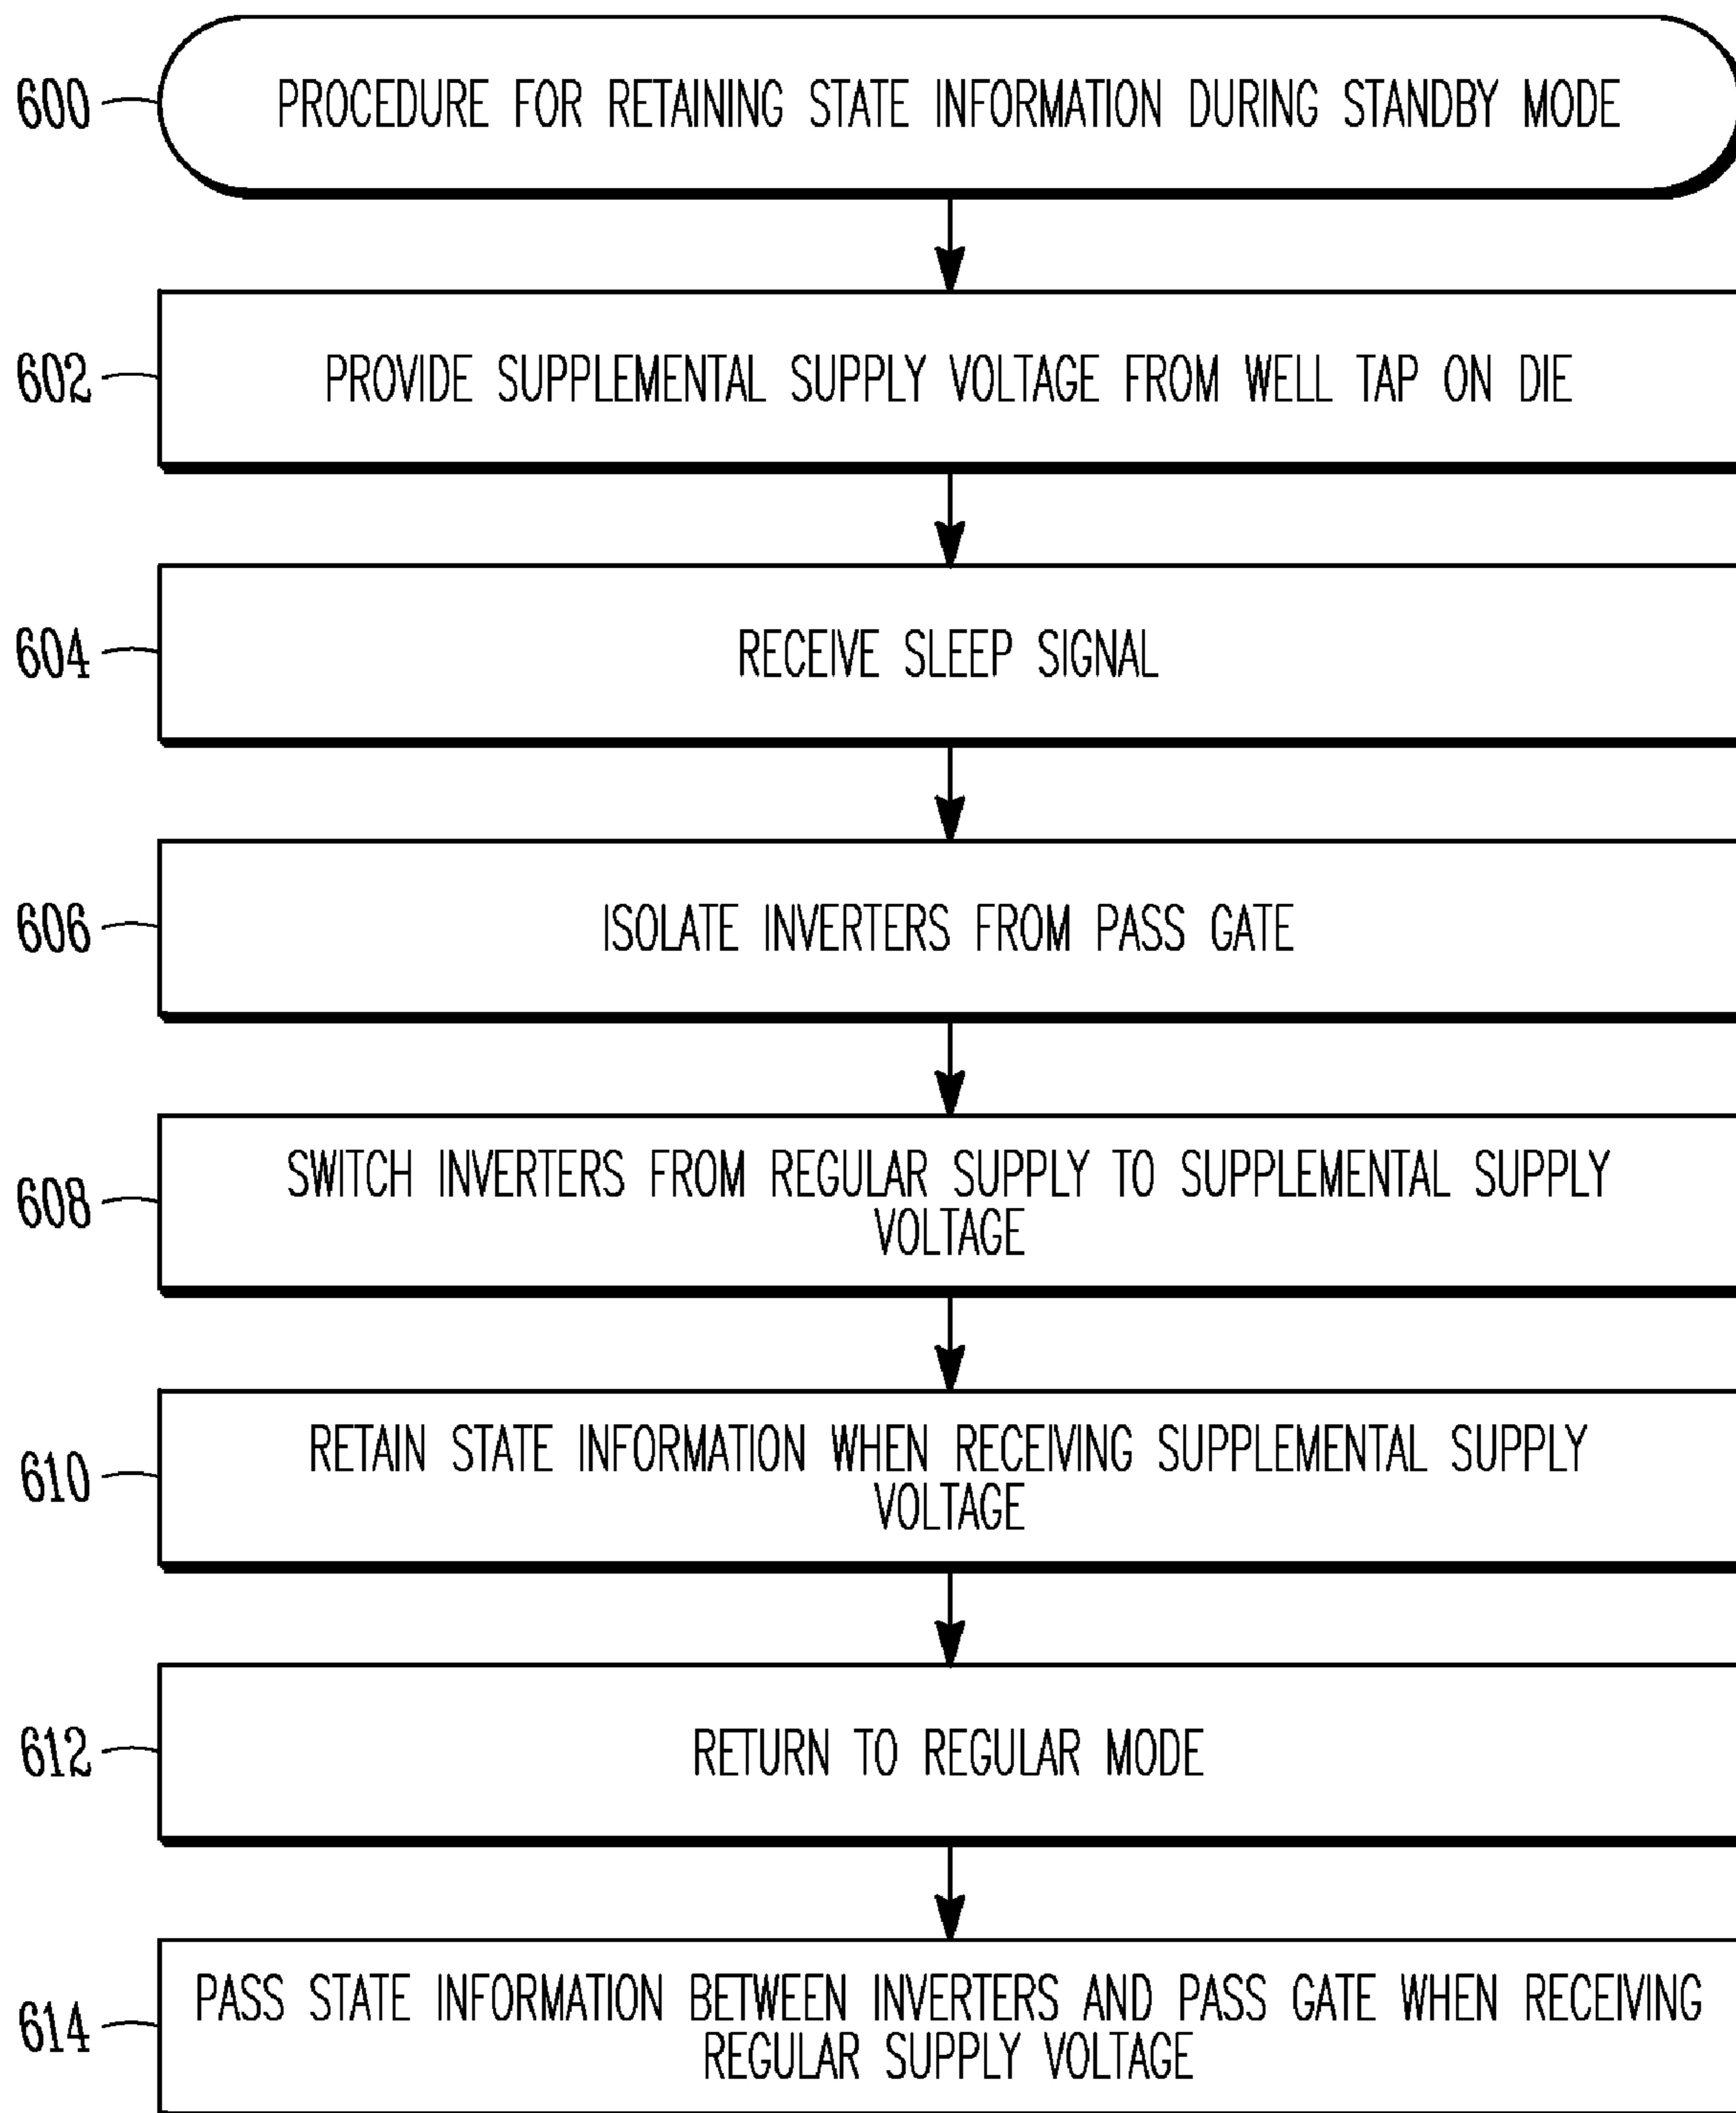 600
PROCEDURE FOR RETAINING STATE INFORMATION DURING STANDBY MODE
602
PROVIDE SUPPLEMENTAL SUPPLY VOLTAGE FROM WELL TAP ON DIE
604
RECEIVE SLEEP SIGNAL
606
ISOLATE INVERTERS FROM PASS GATE
608
SWITCH INVERTERS FROM REGULAR SUPPLY TO SUPPLEMENTAL SUPPLY
VOLTAGE
610
RETAIN STATE INFORMATION WHEN RECEIVING SUPPLEMENTAL SUPPLY
VOLTAGE
612
RETURN TO REGULAR MODE
614
PASS STATE INFORMATION BETWEEN INVERTERS AND PASS GATE WHEN RECEIVING
REGULAR SUPPLY VOLTAGE